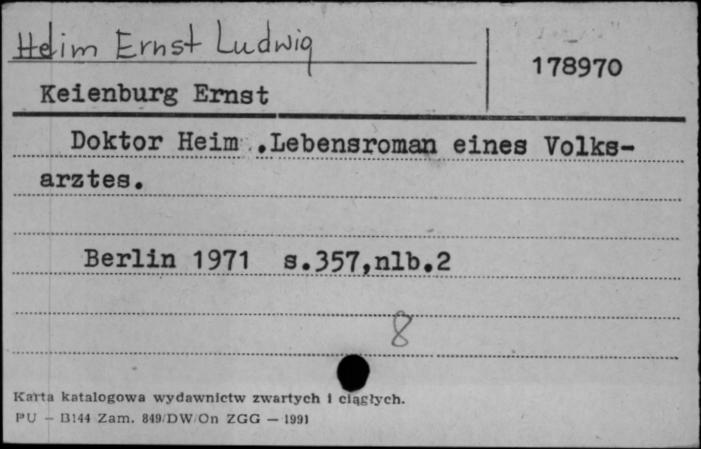 Heim Ernst Ludwig
178970
Keienburg Ernst
Doktor Heim . Lebensroman eines Volks-
arztes.
Berlin 1971 s.357,nlb.2
8
Karta katalogowa wydawnictw zwartych i ciągłych.
PU – B144 Zam. 849/DW/On ZGG – 1991